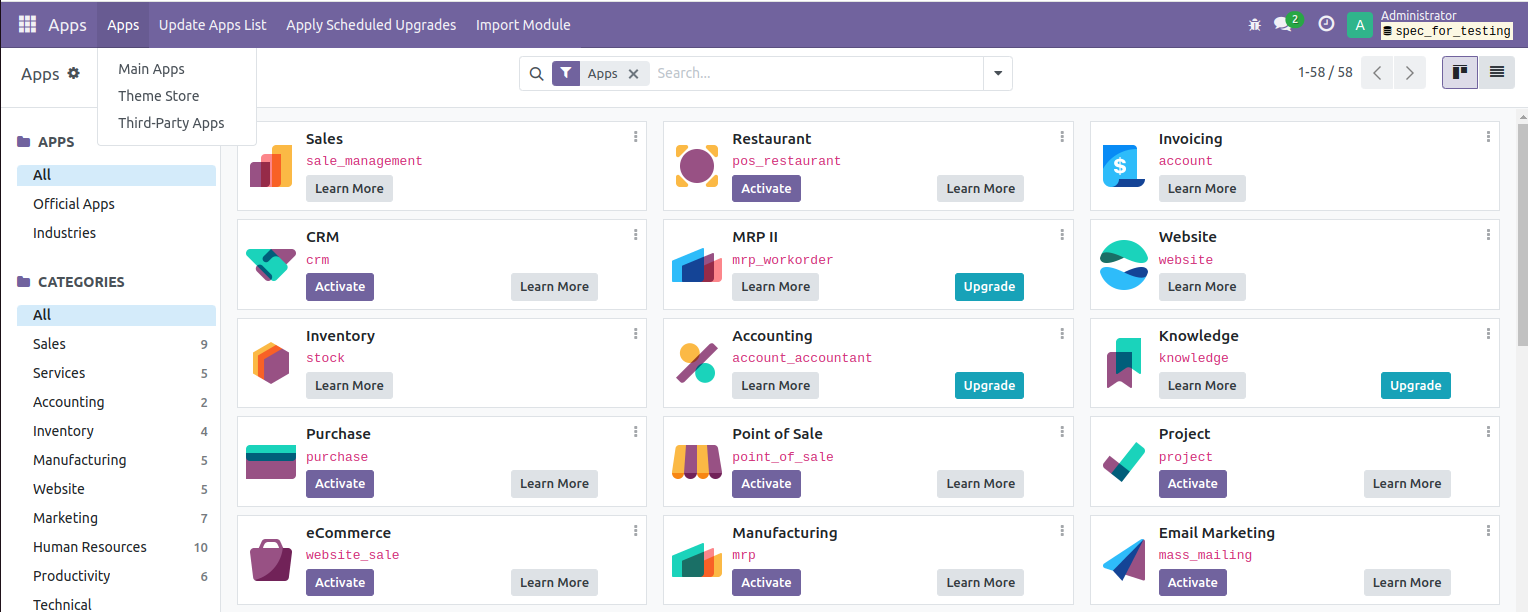 Apps Apps Update Apps List Apply Scheduled Upgrades Import Module 2 A Administrator
spec_for_testing
Apps Apps Search... 1-58 / 58
Main Apps
Theme Store
Third-Party Apps
APPS
All
Official Apps
Industries
CATEGORIES
All
Sales 9
Services 5
Accounting 2
Inventory 4
Manufacturing 5
Website 5
Marketing 7
Human Resources 10
Productivity 6
Technical
Sales
sale_management
Learn More
Restaurant
pos_restaurant
Activate Learn More
Invoicing
account
Learn More
CRM
crm
Activate Learn More
MRP II
mrp_workorder
Learn More Upgrade
Website
website
Learn More
Inventory
stock
Learn More
Accounting
account_accountant
Learn More Upgrade
Knowledge
knowledge
Learn More Upgrade
Purchase
purchase
Activate Learn More
Point of Sale
point_of_sale
Activate Learn More
Project
project
Activate Learn More
eCommerce
website_sale
Activate Learn More
Manufacturing
mrp
Activate Learn More
Email Marketing
mass_mailing
Activate Learn More